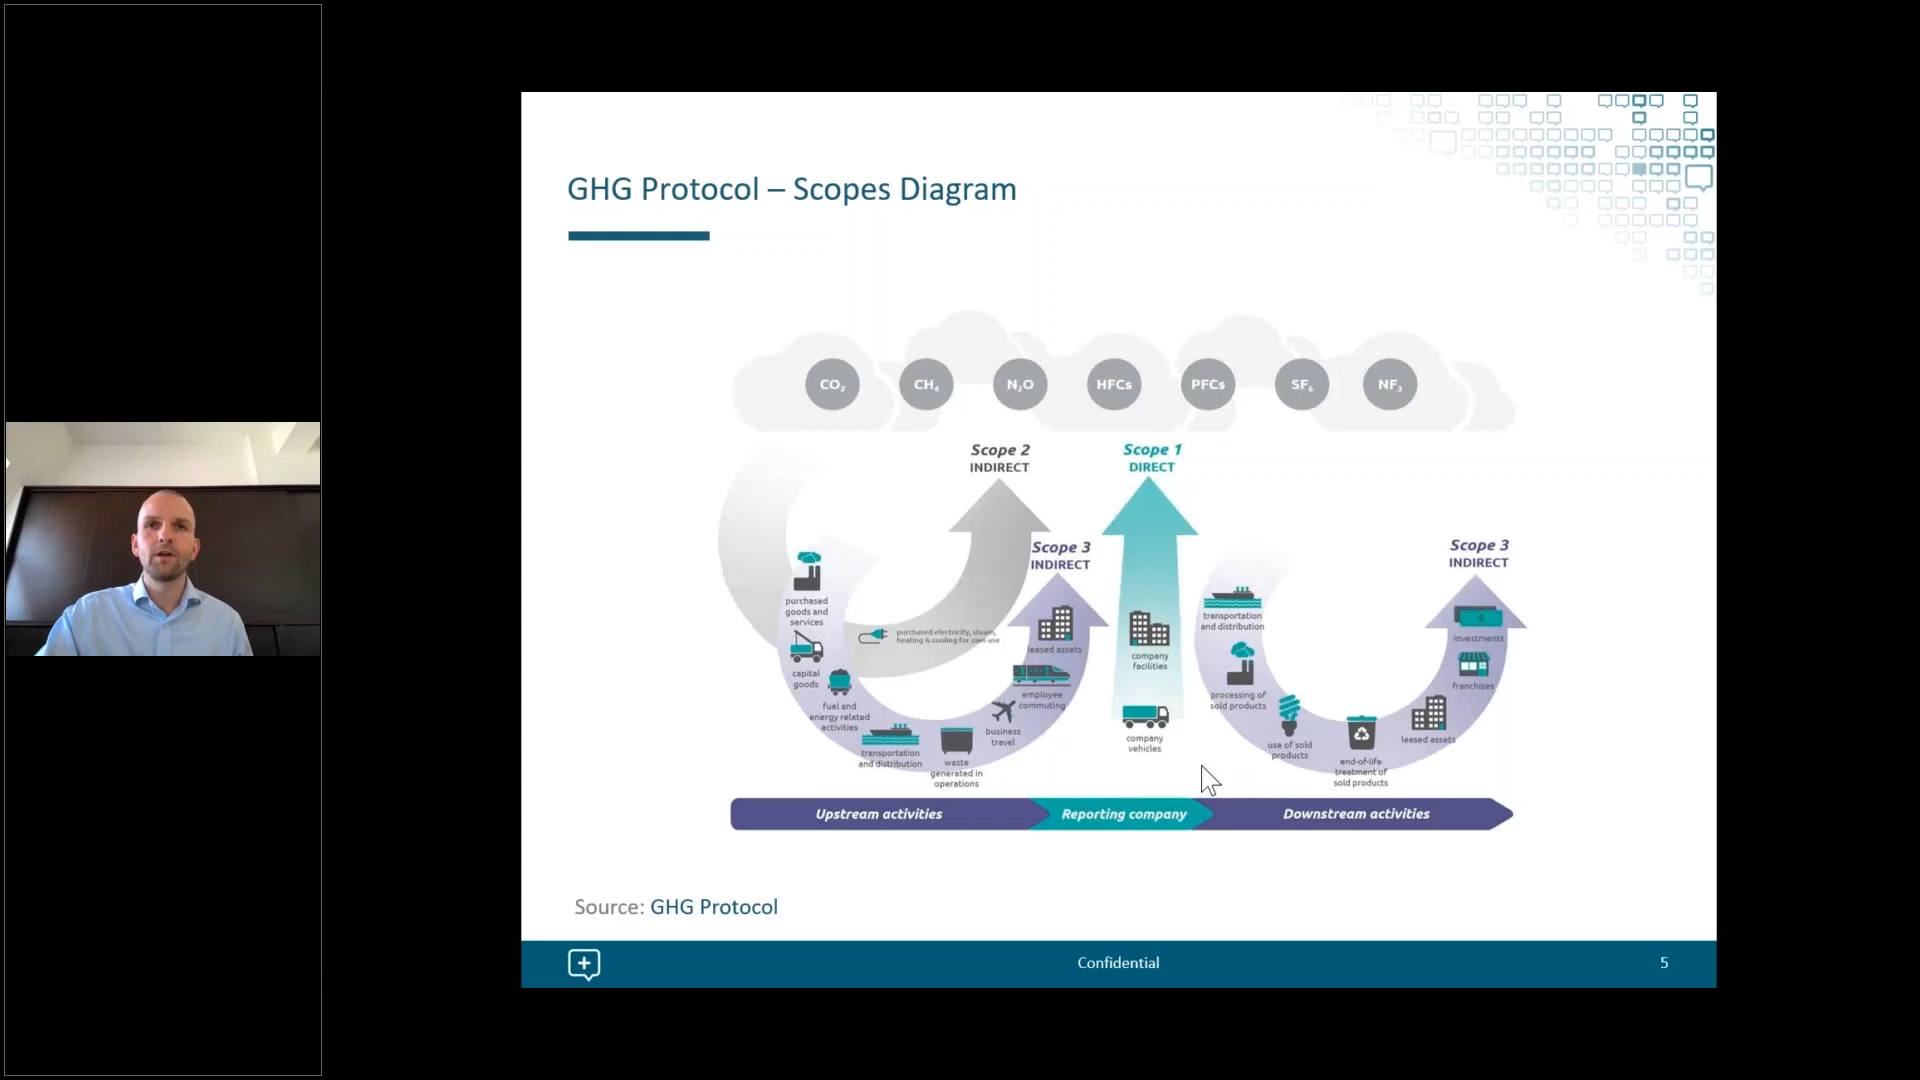 GHG Protocol – Scopes Diagram
CO₂
CH₄
N₂O
HFCs
PFCs
SF₆
NF₃
Scope 2
INDIRECT
Scope 1
DIRECT
Scope 3
INDIRECT
Scope 3
INDIRECT
purchased
goods and
services
capital
goods
fuel and
energy related
activities
transportation
and distribution
waste
generated in
operations
business
travel
employee
commuting
leased assets
purchased electricity, steam,
heating & cooling for own use
company
facilities
company
vehicles
transportation
and distribution
processing of
sold products
use of sold
products
end-of-life
treatment of
sold products
leased assets
franchises
investments
$
Upstream activities
Reporting company
Downstream activities
Source: GHG Protocol
Confidential
5